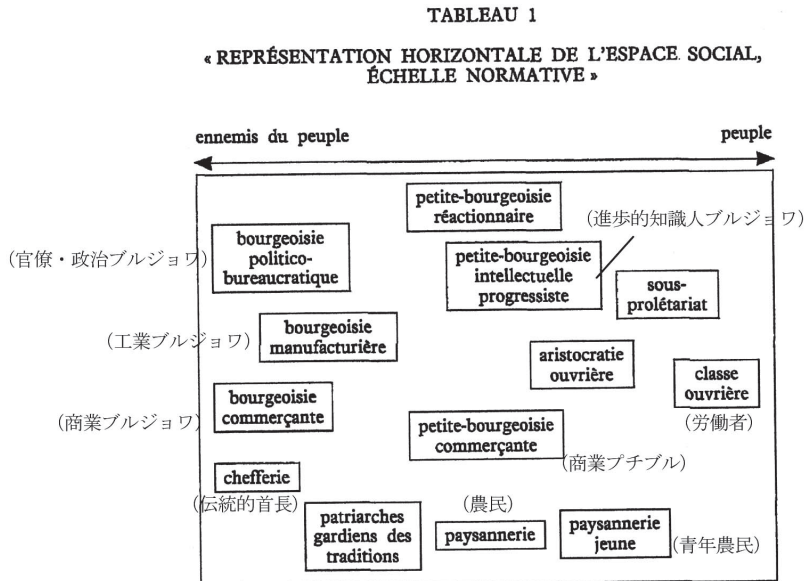 TABLEAU 1
« REPRÉSENTATION HORIZONTALE DE L'ESPACE SOCIAL,
ÉCHELLE NORMATIVE »
ennemis du peuple
peuple
petite-bourgeoisie
réactionnaire
(進歩的知識人ブルジョワ)
(官僚・政治ブルジョワ)
bourgeoisie
politico-
bureaucratique
petite-bourgeoisie
intellectuelle
progressiste
sous-
prolétariat
(工業ブルジョワ)
bourgeoisie
manufacturière
aristocratie
ouvrière
classe
ouvrière
(労働者)
(商業ブルジョワ)
bourgeoisie
commerçante
petite-bourgeoisie
commerçante
(商業プチブル)
chefferie
(伝統的首長)
patriarches
gardiens des
traditions
(農民)
paysannerie
paysannerie
jeune
(青年農民)